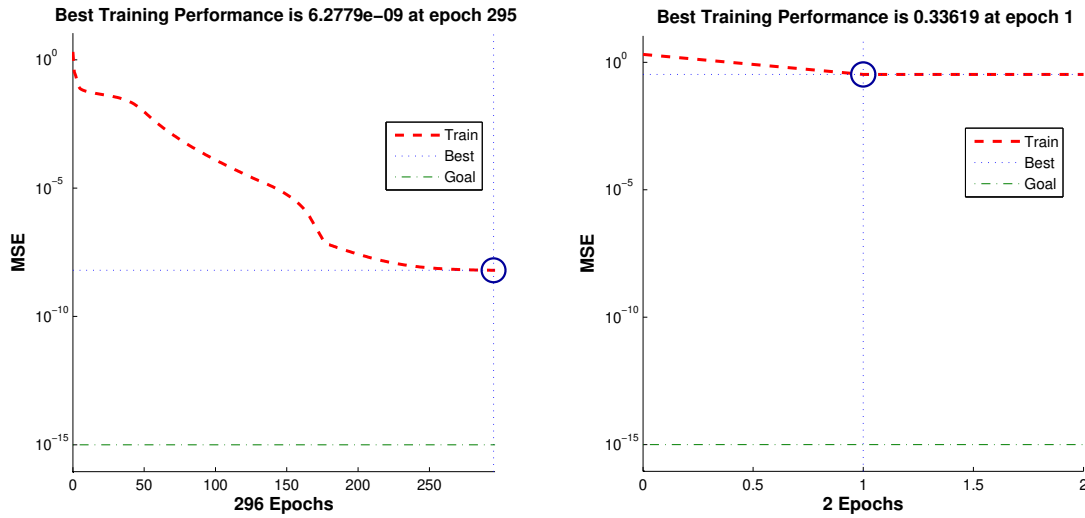 Best Training Performance is 6.2779e−09 at epoch 295
10^0
10^−5
10^−10
10^−15
MSE
Train
Best
Goal
0
50
100
150
200
250
296 Epochs
Best Training Performance is 0.33619 at epoch 1
10^0
10^−5
10^−10
10^−15
MSE
Train
Best
Goal
0
0.5
1
1.5
2
2 Epochs